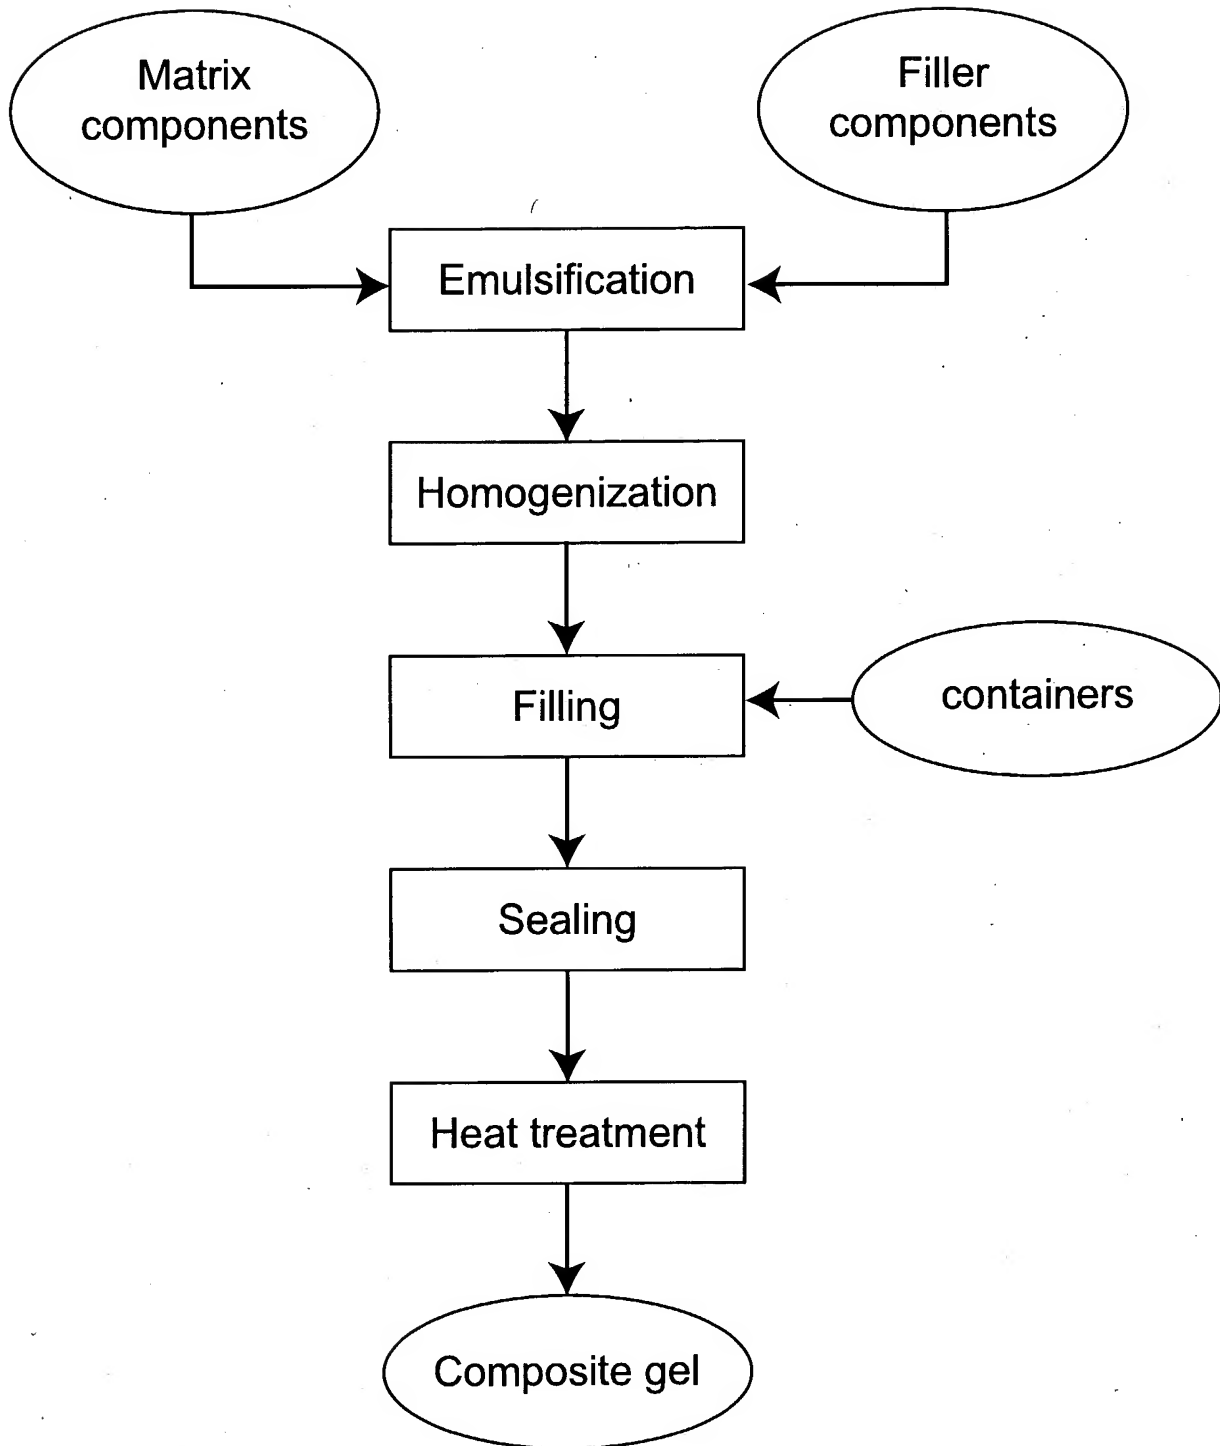 Matrix
components
Filler
components
Emulsification
Homogenization
Filling
containers
Sealing
Heat treatment
Composite gel